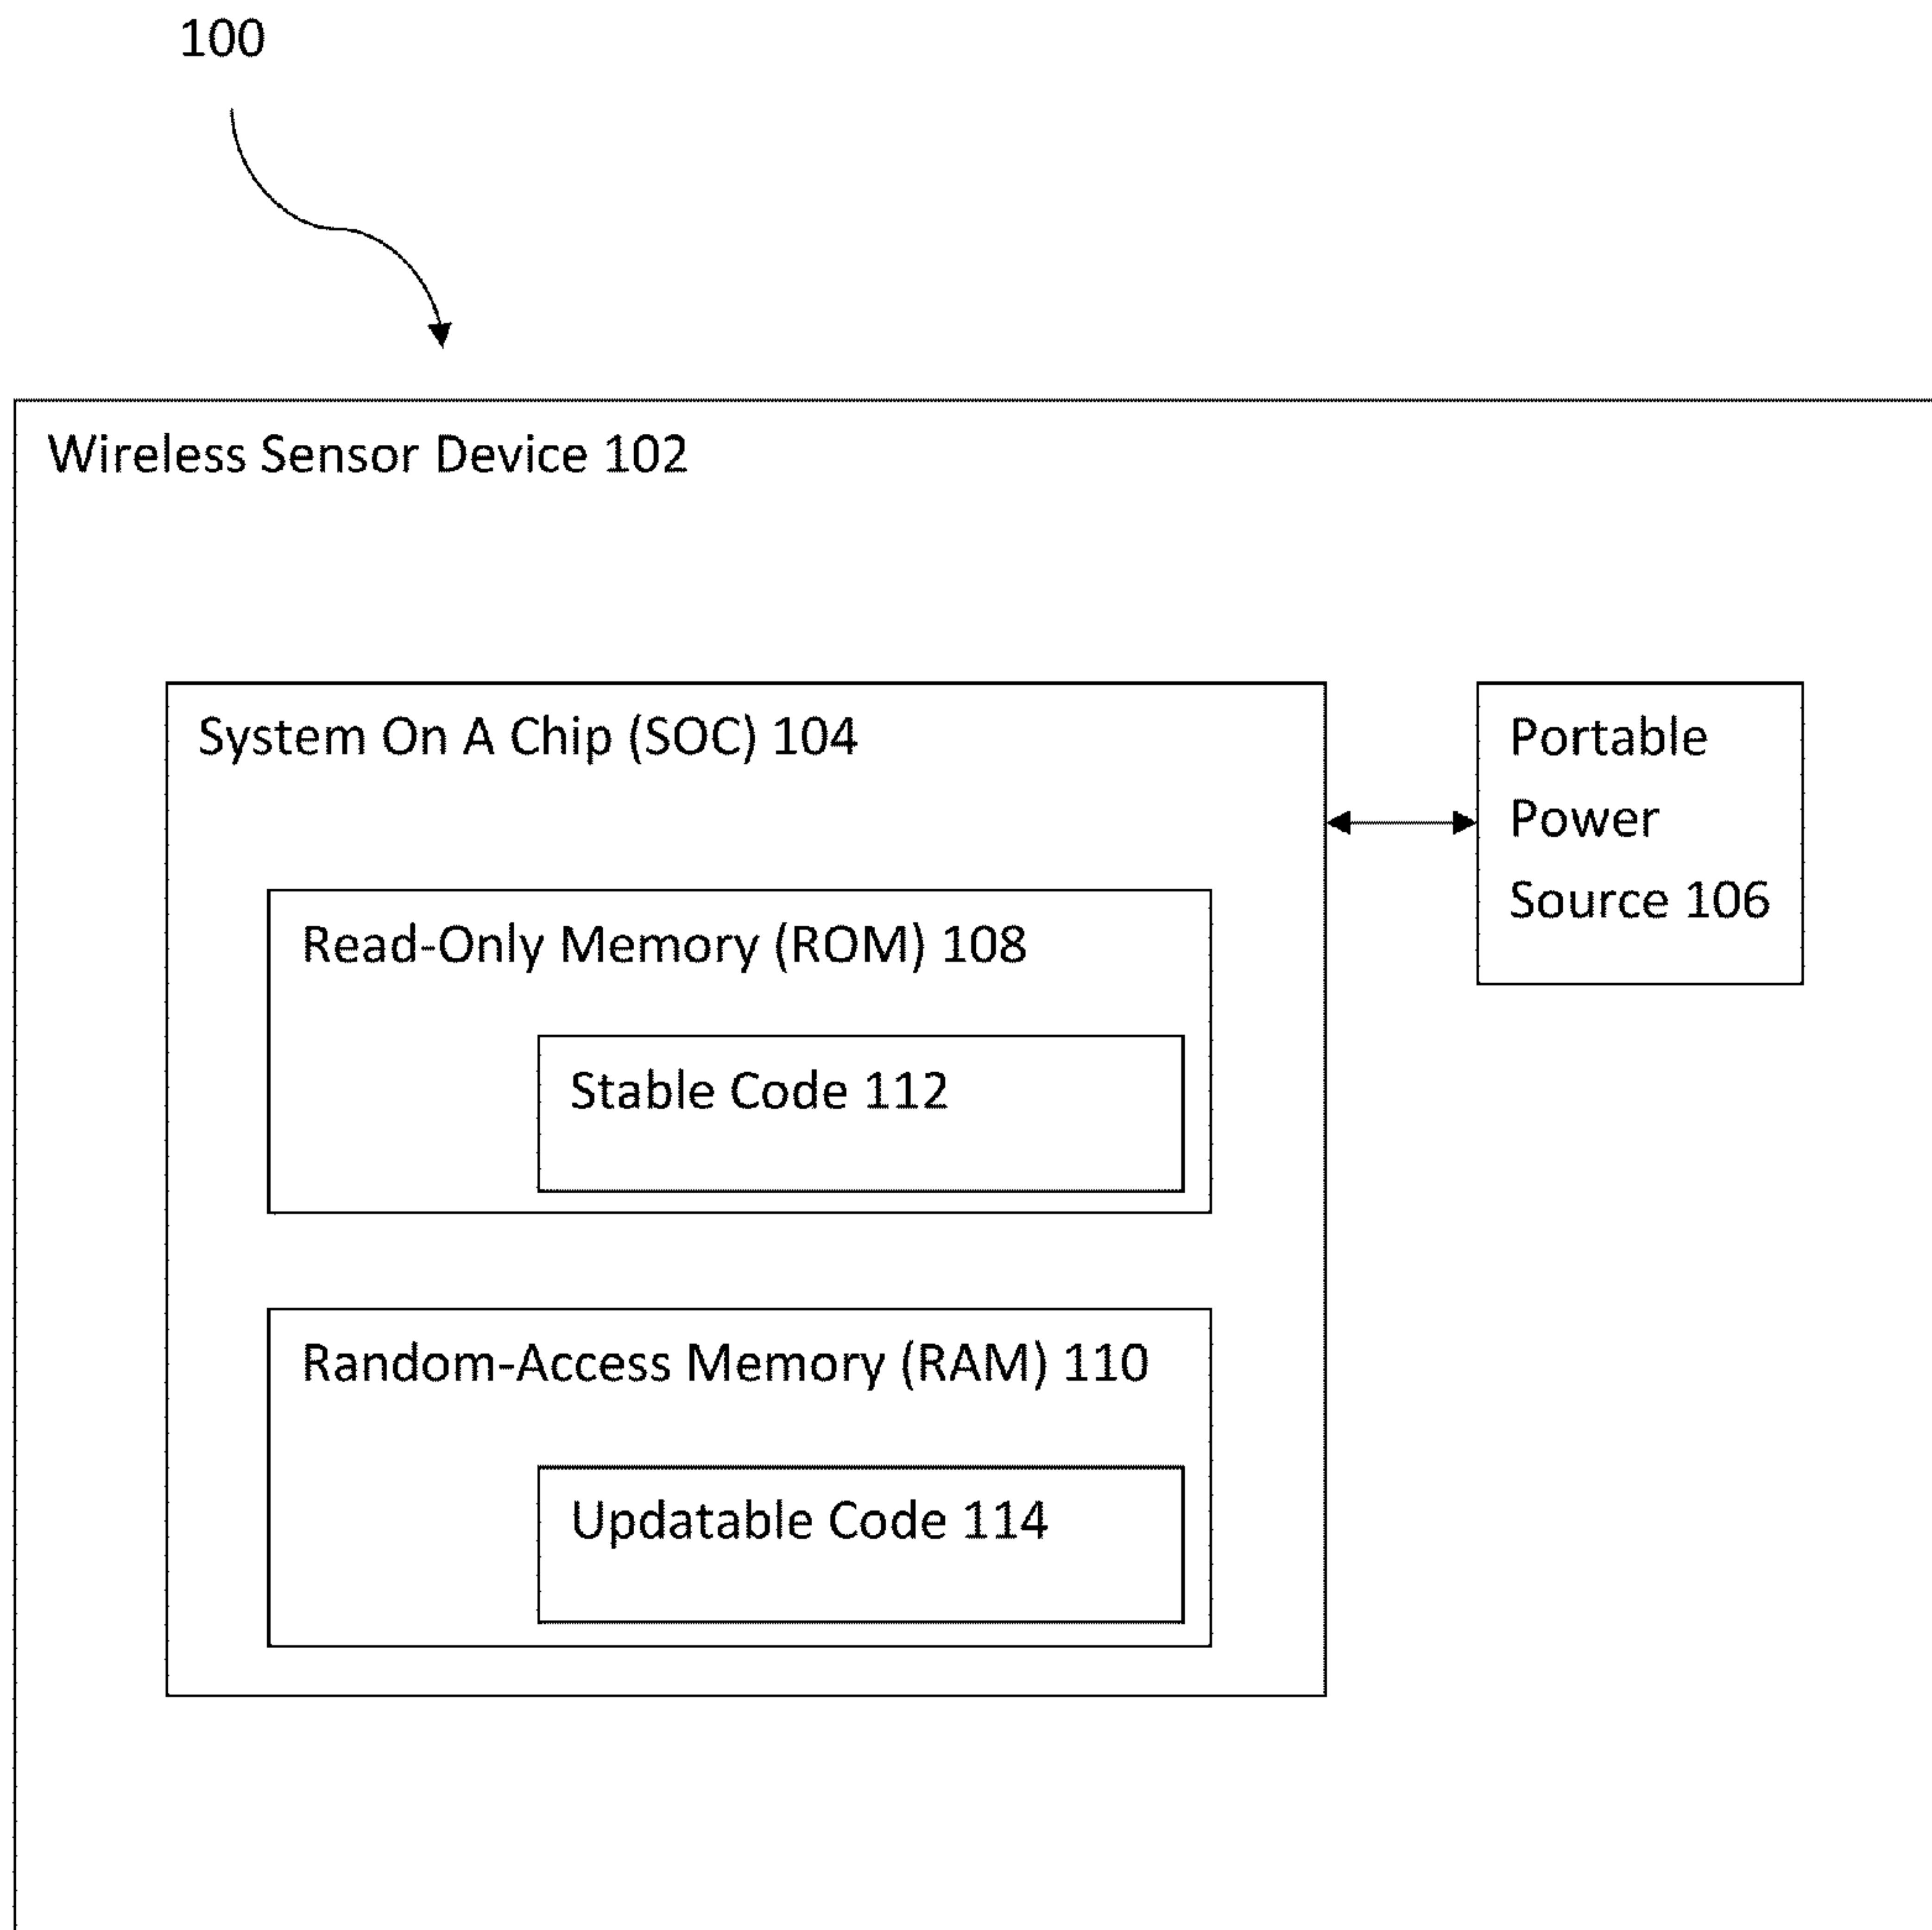 100
Wireless Sensor Device 102
System On A Chip (SOC) 104
Portable
Power
Source 106
Read-Only Memory (ROM) 108
Stable Code 112
Random-Access Memory (RAM) 110
Updatable Code 114